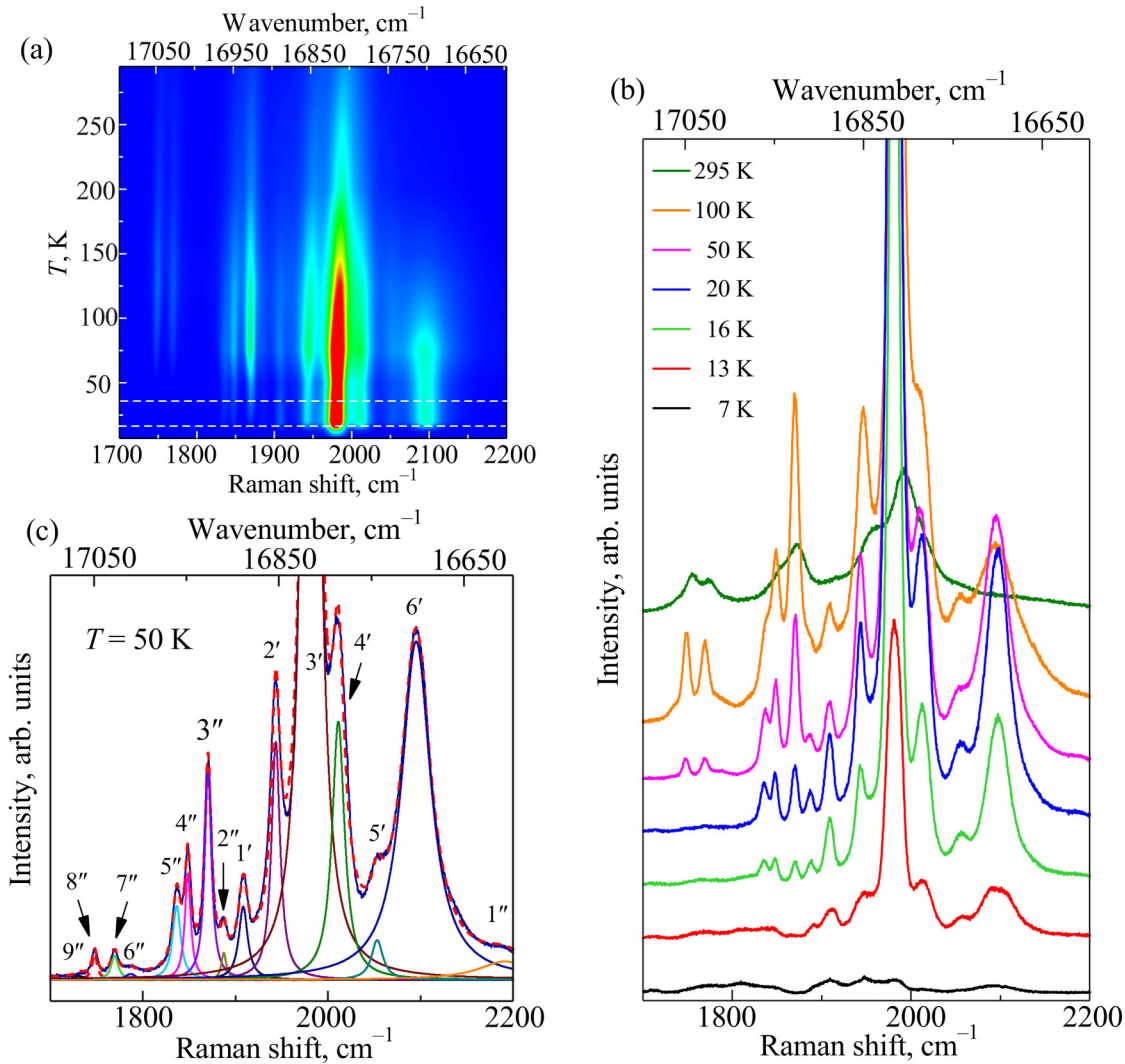 (a)
Wavenumber, cm⁻¹
17050 16950 16850 16750 16650
T, K
250
200
150
100
50
1700 1800 1900 2000 2100 2200
Raman shift, cm⁻¹
(b)
Wavenumber, cm⁻¹
17050 16850 16650
295 K
100 K
50 K
20 K
16 K
13 K
7 K
Intensity, arb. units
1800 2000 2200
Raman shift, cm⁻¹
(c)
Wavenumber, cm⁻¹
17050 16850 16650
T = 50 K
Intensity, arb. units
9″
8″
7″
6″
5″
4″
3″
2″
1′
2′
3′
4′
5′
6′
1″
1800 2000 2200
Raman shift, cm⁻¹